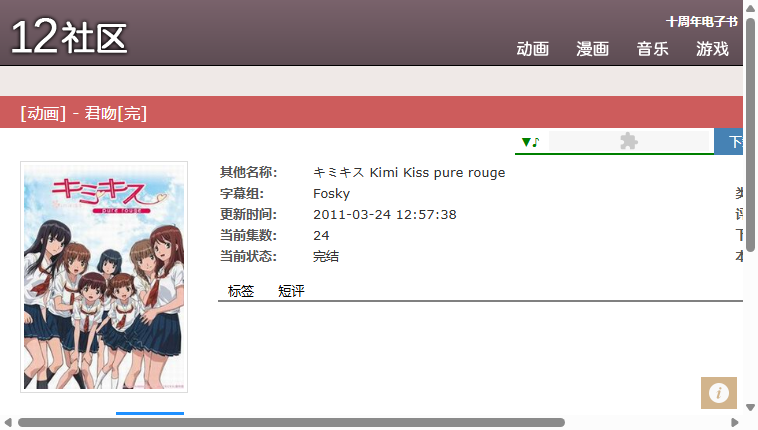 12社区
十周年电子书
动画 漫画 音乐 游戏
[动画] - 君吻[完]
▼♪
キミキス
pure rouge
其他名称: キミキス Kimi Kiss pure rouge
字幕组: Fosky
更新时间: 2011-03-24 12:57:38
当前集数: 24
当前状态: 完结
标签 短评